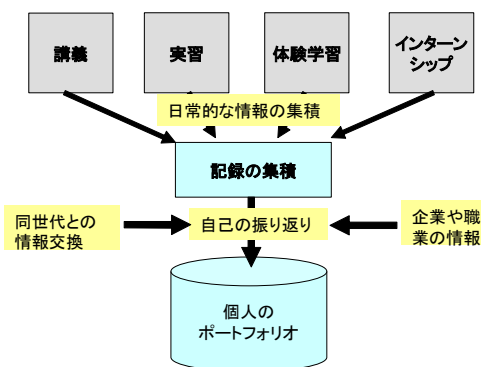 講義
実習
体験学習
インターン
シップ
日常的な情報の集積
記録の集積
同世代との
情報交換
自己の振り返り
企業や職
業の情報
個人の
ポートフォリオ